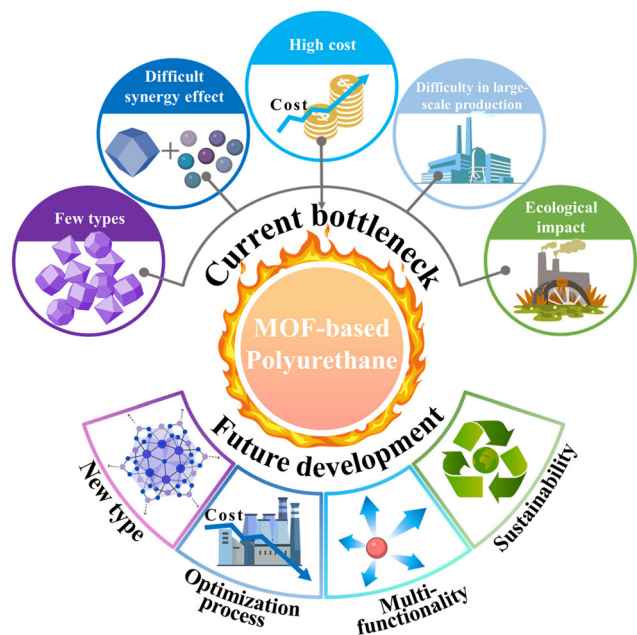 High cost
Cost
Difficult
synergy effect
Difficulty in large-
scale production
Few types
Ecological
impact
Current bottleneck
MOF-based
Polyurethane
Future development
New type
Cost
Optimization
process
Multi-
functionality
Sustainability